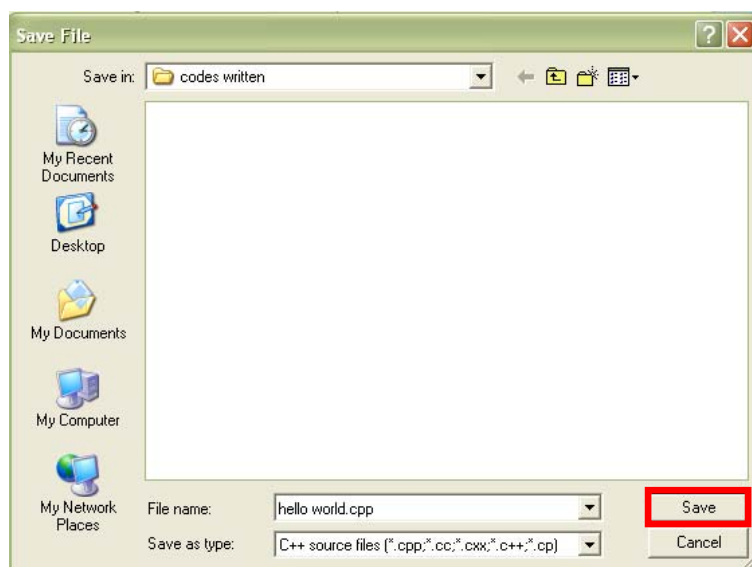 Save File
Save in: codes written
My Recent
Documents
Desktop
My Documents
My Computer
My Network
Places
File name: hello world.cpp Save
Save as type: C++ source files (*.cpp;*.cc;*.cxx;*.c++;*.cp) Cancel